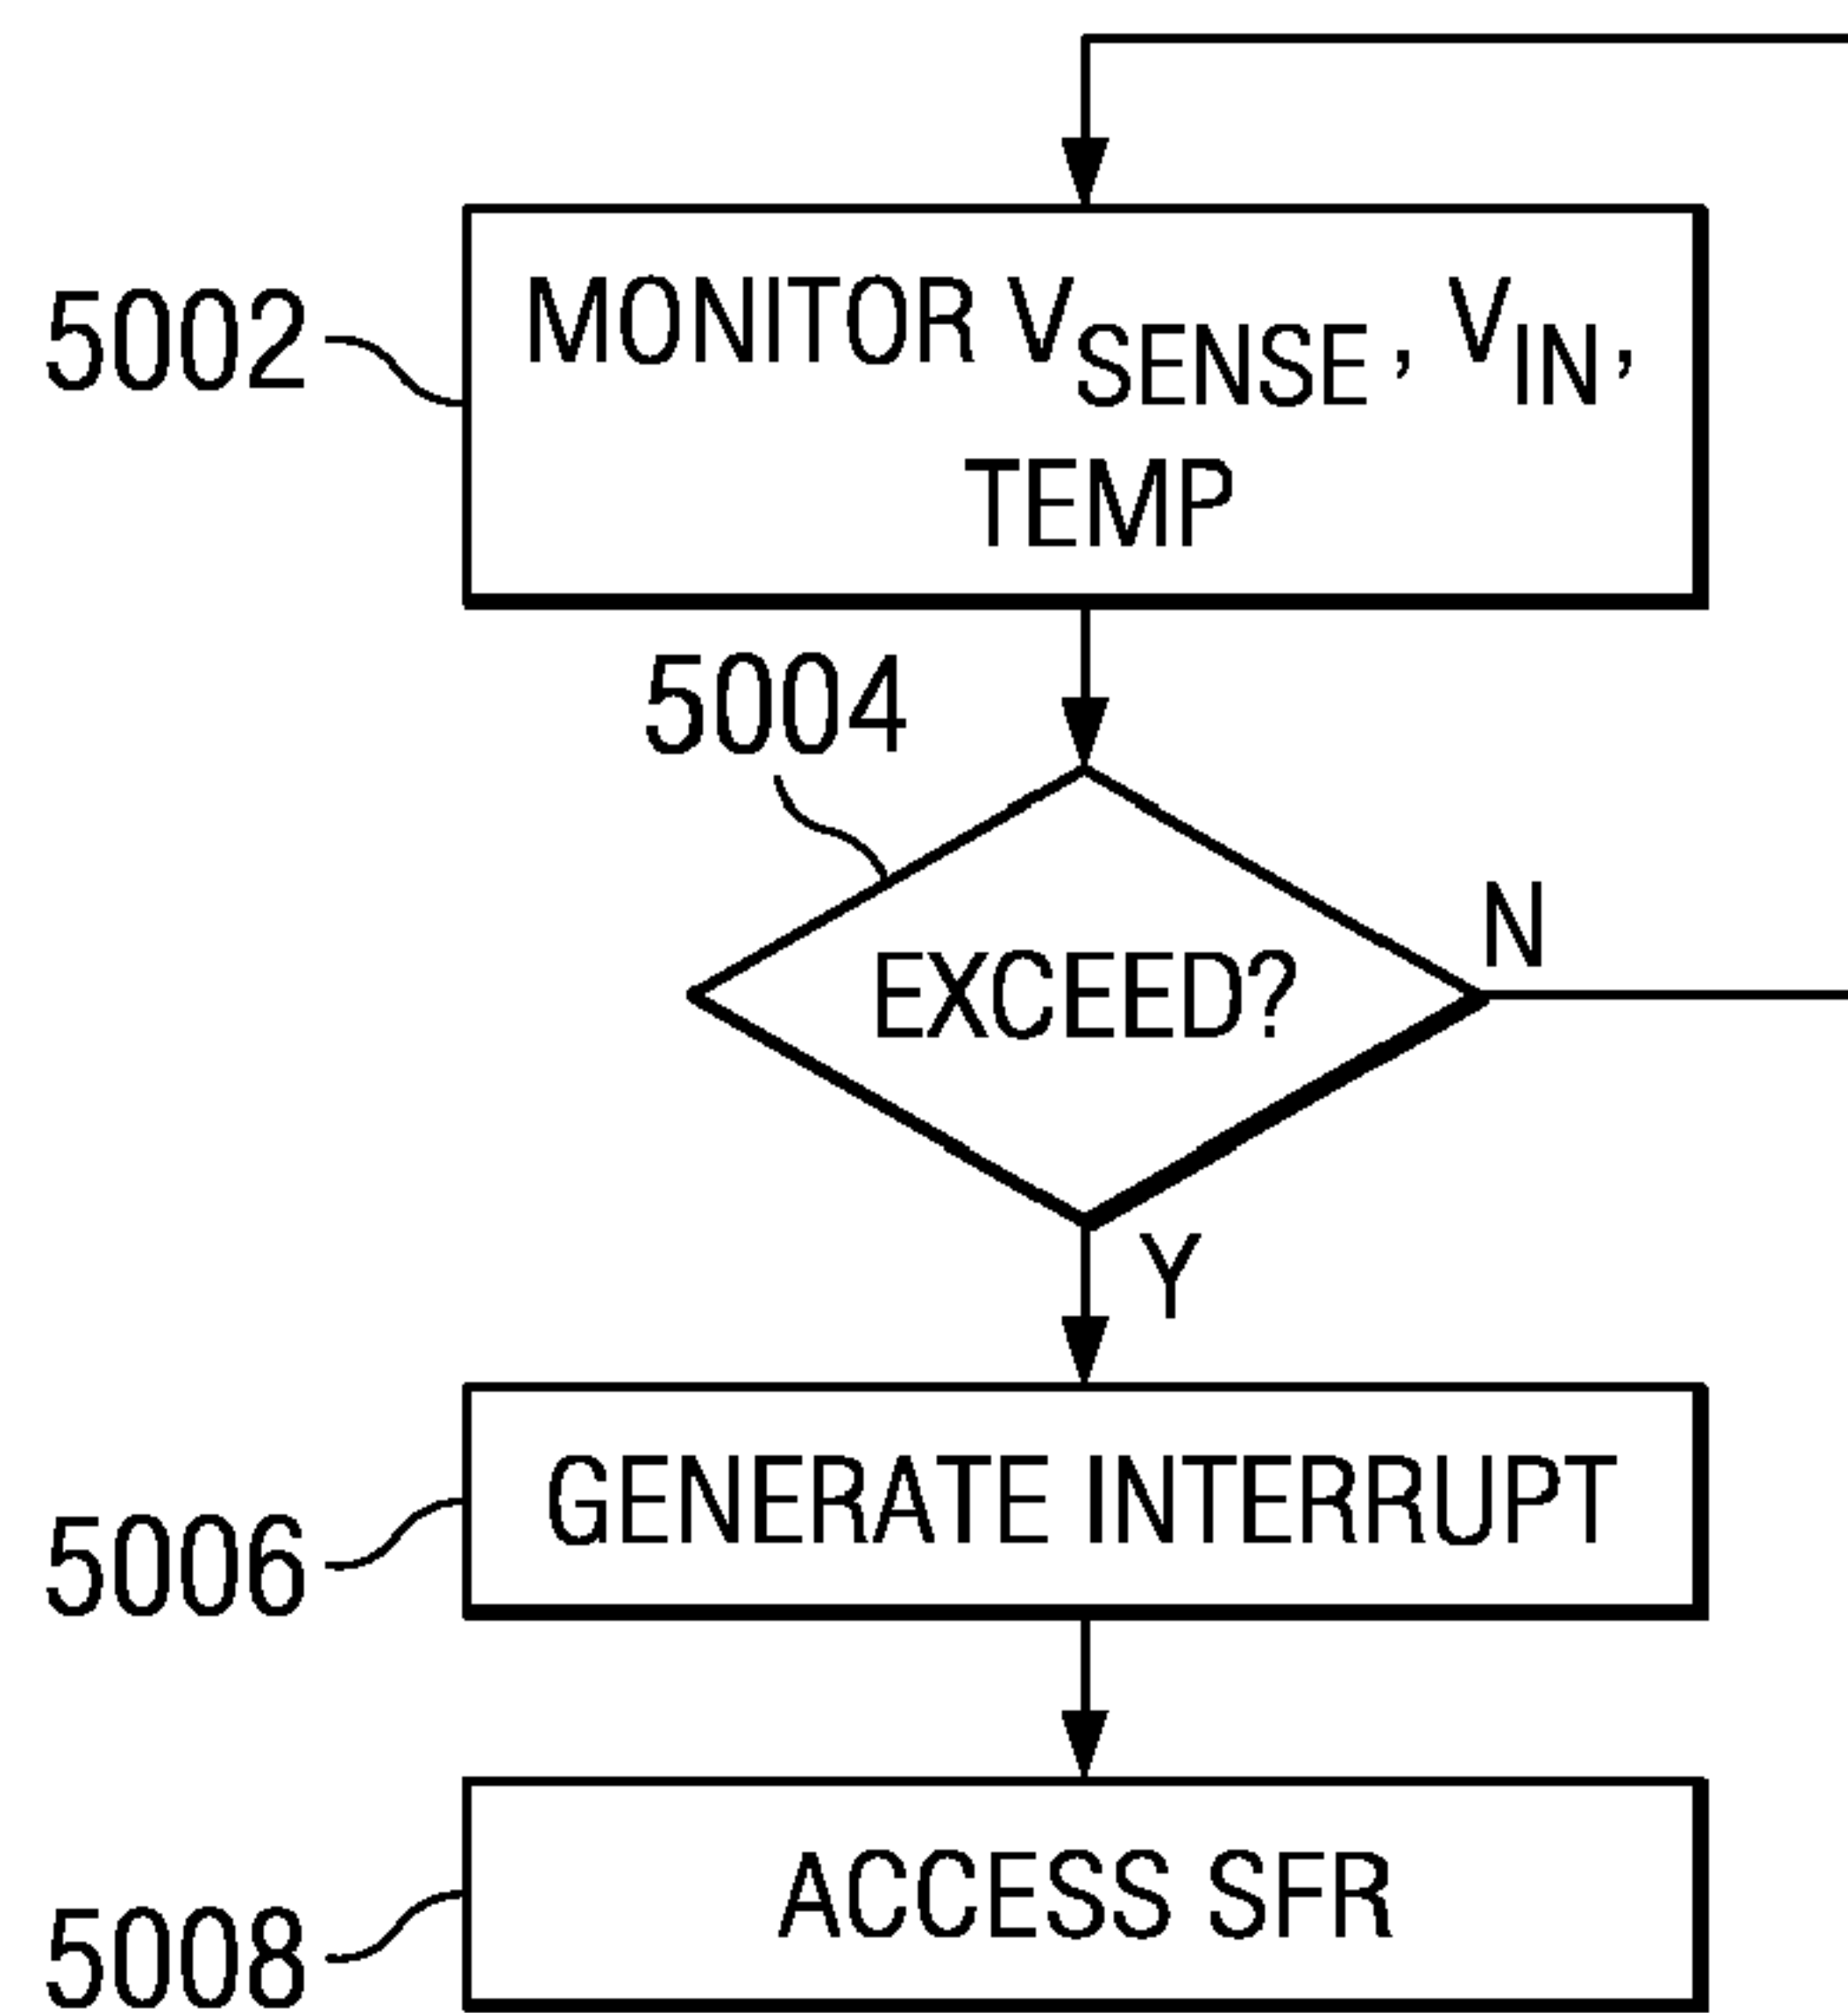 5002
MONITOR VSENSE, VIN,
TEMP
5004
EXCEED?
N
Y
5006
GENERATE INTERRUPT
5008
ACCESS SFR